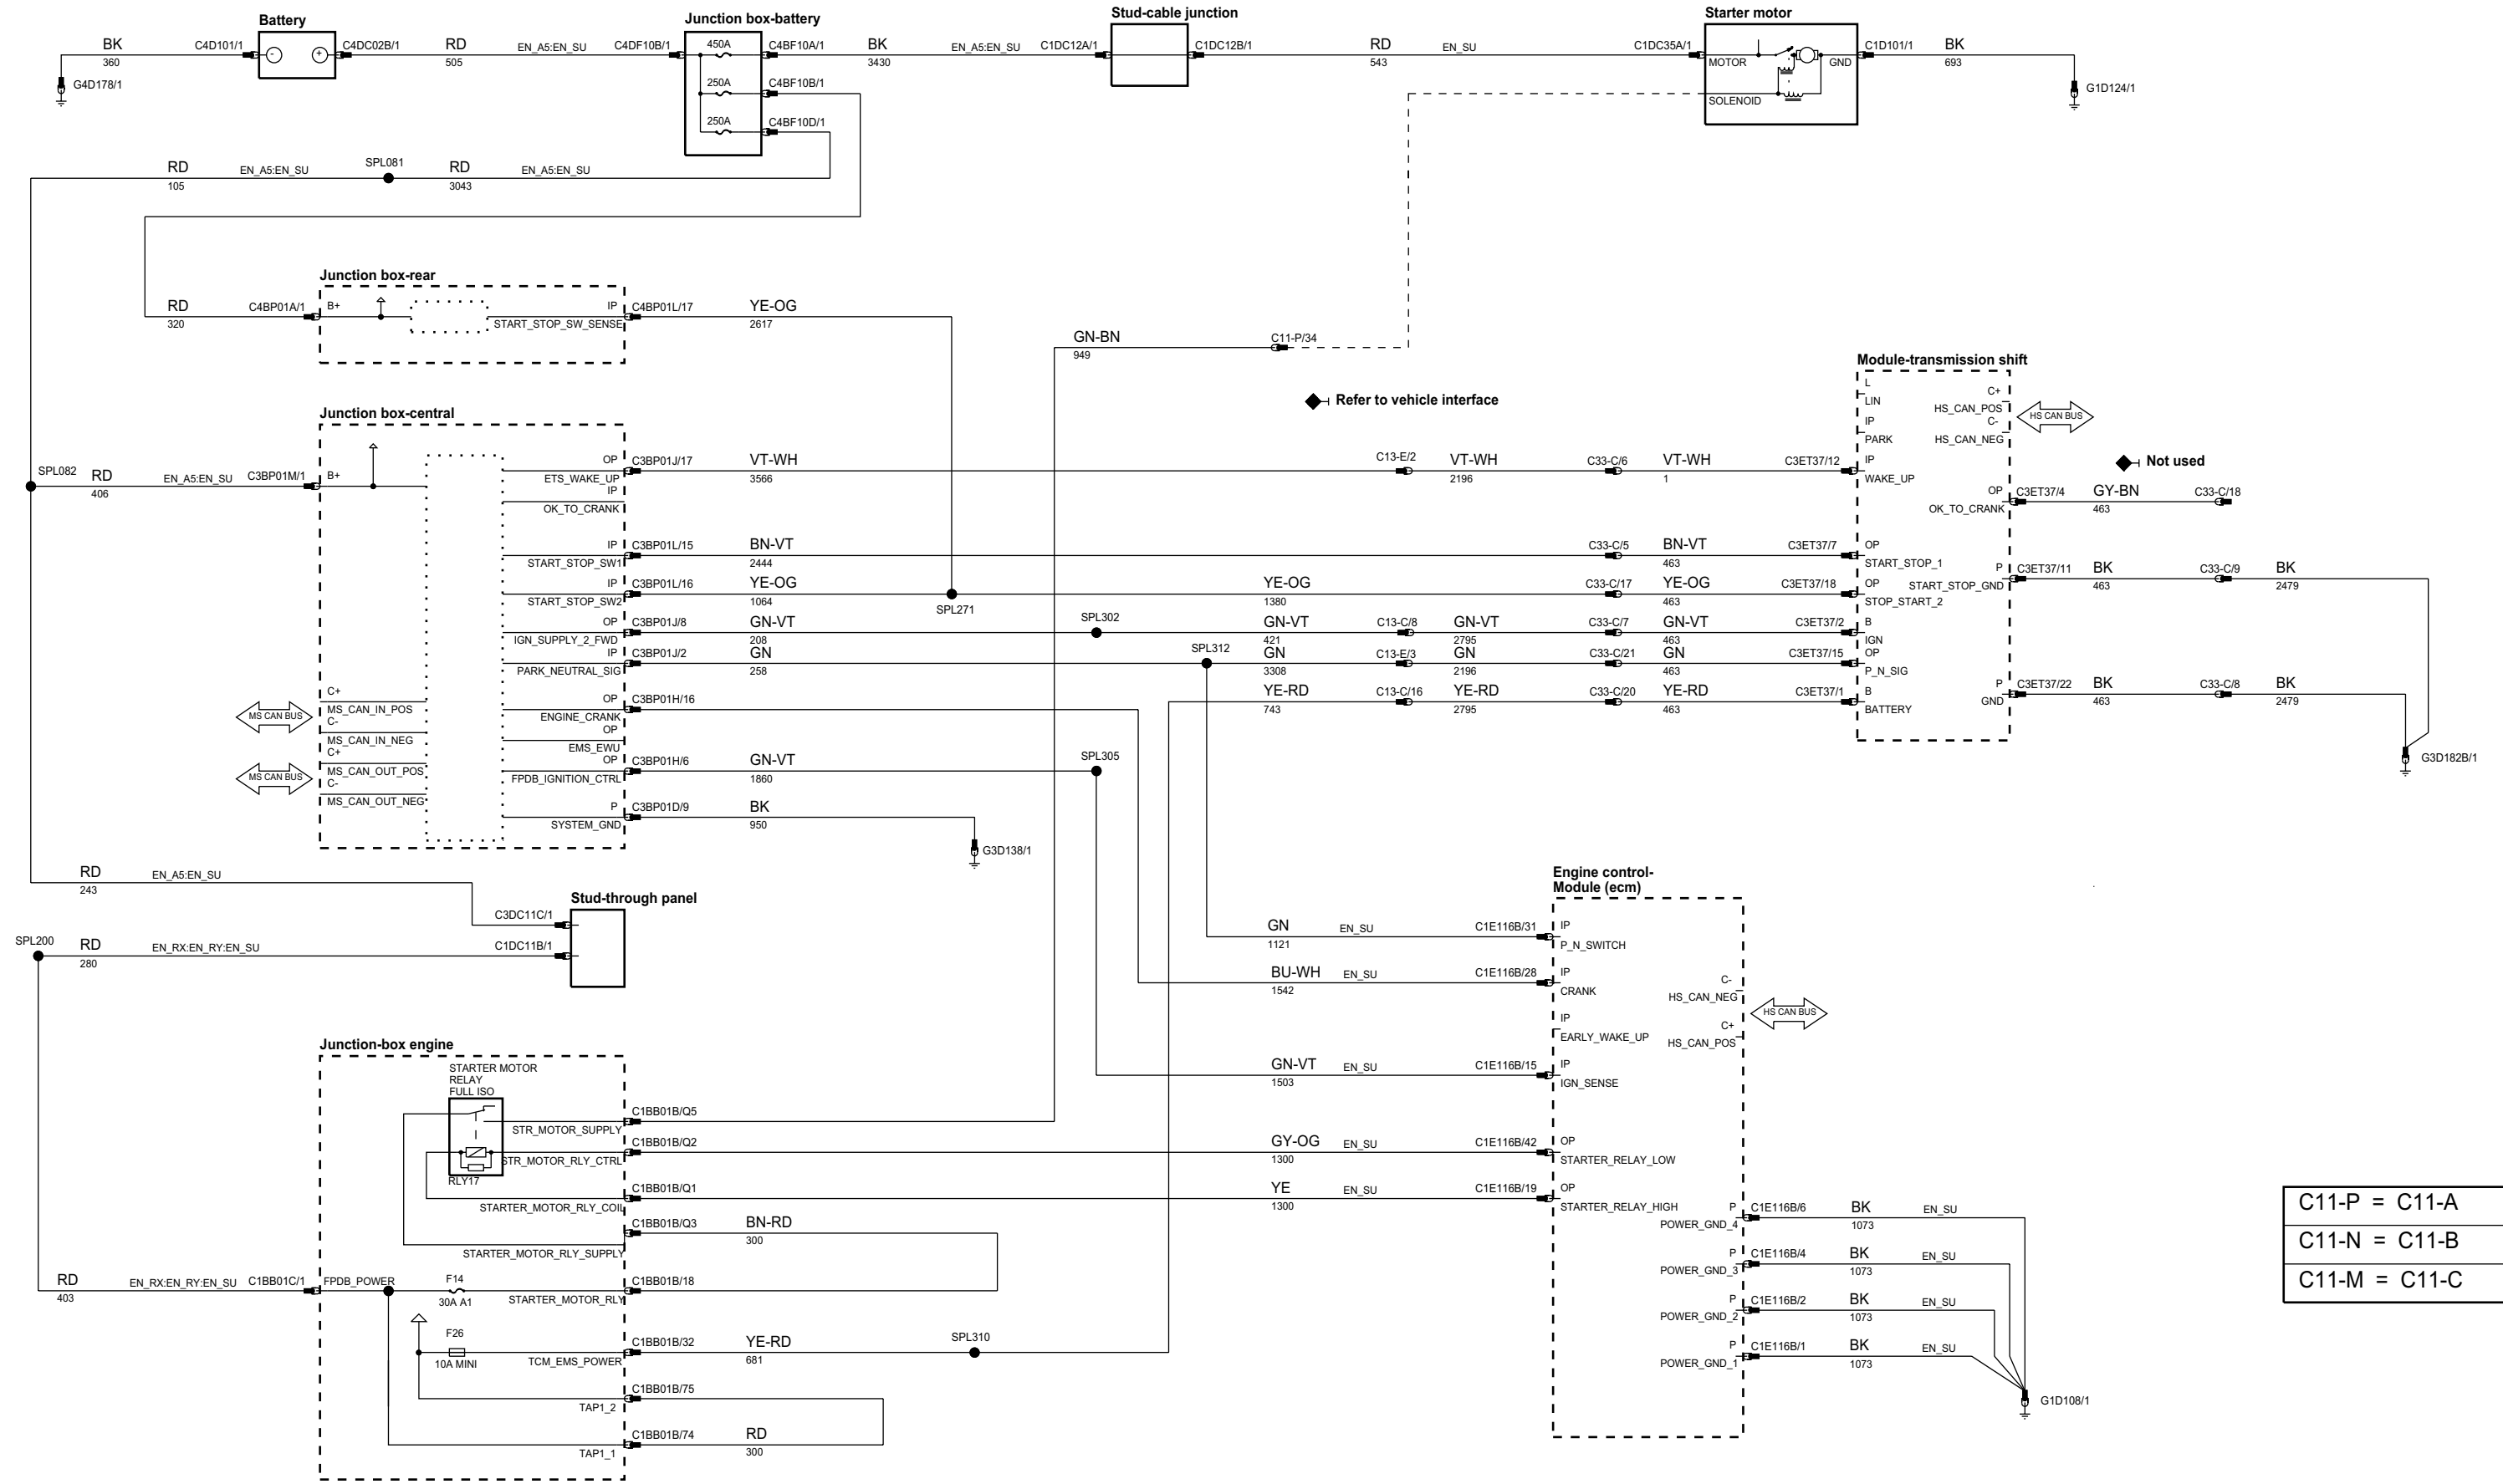 Battery
Junction box-battery
Stud-cable junction
Starter motor
BK
360
C4D101/1
-
+
C4DC02B/1
RD
505
EN_A5:EN_SU
C4DF10B/1
450A
C4BF10A/1
BK
3430
EN_A5:EN_SU
C1DC12A/1
C1DC12B/1
RD
543
EN_SU
C1DC35A/1
MOTOR
GND
C1D101/1
BK
693
G4D178/1
250A
C4BF10B/1
SOLENOID
G1D124/1
250A
C4BF10D/1
RD
105
EN_A5:EN_SU
SPL081
RD
3043
EN_A5:EN_SU
Junction box-rear
RD
320
C4BP01A/1
B+
IP
START_STOP_SW_SENSE
C4BP01L/17
YE-OG
2617
GN-BN
949
C11-P/34
Refer to vehicle interface
Module-transmission shift
L
LIN
IP
PARK
C+
HS_CAN_POS
C-
HS_CAN_NEG
HS CAN BUS
Not used
Junction box-central
SPL082
RD
406
EN_A5:EN_SU
C3BP01M/1
B+
OP
ETS_WAKE_UP
C3BP01J/17
VT-WH
3566
C13-E/2
VT-WH
2196
C33-C/6
VT-WH
1
C3ET37/12
IP
WAKE_UP
IP
OK_TO_CRANK
OP
OK_TO_CRANK
C3ET37/4
GY-BN
463
C33-C/18
IP
START_STOP_SW1
C3BP01L/15
BN-VT
2444
C33-C/5
BN-VT
463
C3ET37/7
OP
START_STOP_1
P
START_STOP_GND
C3ET37/11
BK
463
C33-C/9
BK
2479
IP
START_STOP_SW2
C3BP01L/16
YE-OG
1064
SPL271
YE-OG
1380
C33-C/17
YE-OG
463
C3ET37/18
OP
STOP_START_2
OP
IGN_SUPPLY_2_FWD
C3BP01J/8
GN-VT
208
SPL302
GN-VT
421
C13-C/8
GN-VT
2795
C33-C/7
GN-VT
463
C3ET37/2
B
IGN
IP
PARK_NEUTRAL_SIG
C3BP01J/2
GN
258
SPL312
GN
3308
C13-E/3
GN
2196
C33-C/21
GN
463
C3ET37/15
OP
P_N_SIG
YE-RD
743
C13-C/16
YE-RD
2795
C33-C/20
YE-RD
463
C3ET37/1
B
BATTERY
P
GND
C3ET37/22
BK
463
C33-C/8
BK
2479
G3D182B/1
MS CAN BUS
C+
MS_CAN_IN_POS
C-
MS_CAN_IN_NEG
MS CAN BUS
C+
MS_CAN_OUT_POS
C-
MS_CAN_OUT_NEG
OP
ENGINE_CRANK
C3BP01H/16
OP
EMS_EWU
OP
FPDB_IGNITION_CTRL
C3BP01H/6
GN-VT
1860
SPL305
P
SYSTEM_GND
C3BP01D/9
BK
950
G3D138/1
RD
243
EN_A5:EN_SU
Stud-through panel
C3DC11C/1
SPL200
RD
280
EN_RX:EN_RY:EN_SU
C1DC11B/1
Engine control-
Module (ecm)
GN
1121
EN_SU
C1E116B/31
IP
P_N_SWITCH
BU-WH
1542
EN_SU
C1E116B/28
IP
CRANK
IP
EARLY_WAKE_UP
C-
HS_CAN_NEG
C+
HS_CAN_POS
HS CAN BUS
GN-VT
1503
EN_SU
C1E116B/15
IP
IGN_SENSE
Junction-box engine
STARTER MOTOR
RELAY
FULL ISO
RLY17
STR_MOTOR_SUPPLY
C1BB01B/Q5
STR_MOTOR_RLY_CTRL
C1BB01B/Q2
GY-OG
1300
EN_SU
C1E116B/42
OP
STARTER_RELAY_LOW
STARTER_MOTOR_RLY_COIL
C1BB01B/Q1
YE
1300
EN_SU
C1E116B/19
OP
STARTER_RELAY_HIGH
STARTER_MOTOR_RLY_SUPPLY
C1BB01B/Q3
BN-RD
300
RD
403
EN_RX:EN_RY:EN_SU
C1BB01C/1
FPDB_POWER
F14
30A A1
STARTER_MOTOR_RLY
C1BB01B/18
F26
10A MINI
TCM_EMS_POWER
C1BB01B/32
YE-RD
681
SPL310
TAP1_2
C1BB01B/75
TAP1_1
C1BB01B/74
RD
300
P
POWER_GND_4
C1E116B/6
BK
1073
EN_SU
P
POWER_GND_3
C1E116B/4
BK
1073
EN_SU
P
POWER_GND_2
C1E116B/2
BK
1073
EN_SU
P
POWER_GND_1
C1E116B/1
BK
1073
EN_SU
G1D108/1
C11-P = C11-A
C11-N = C11-B
C11-M = C11-C